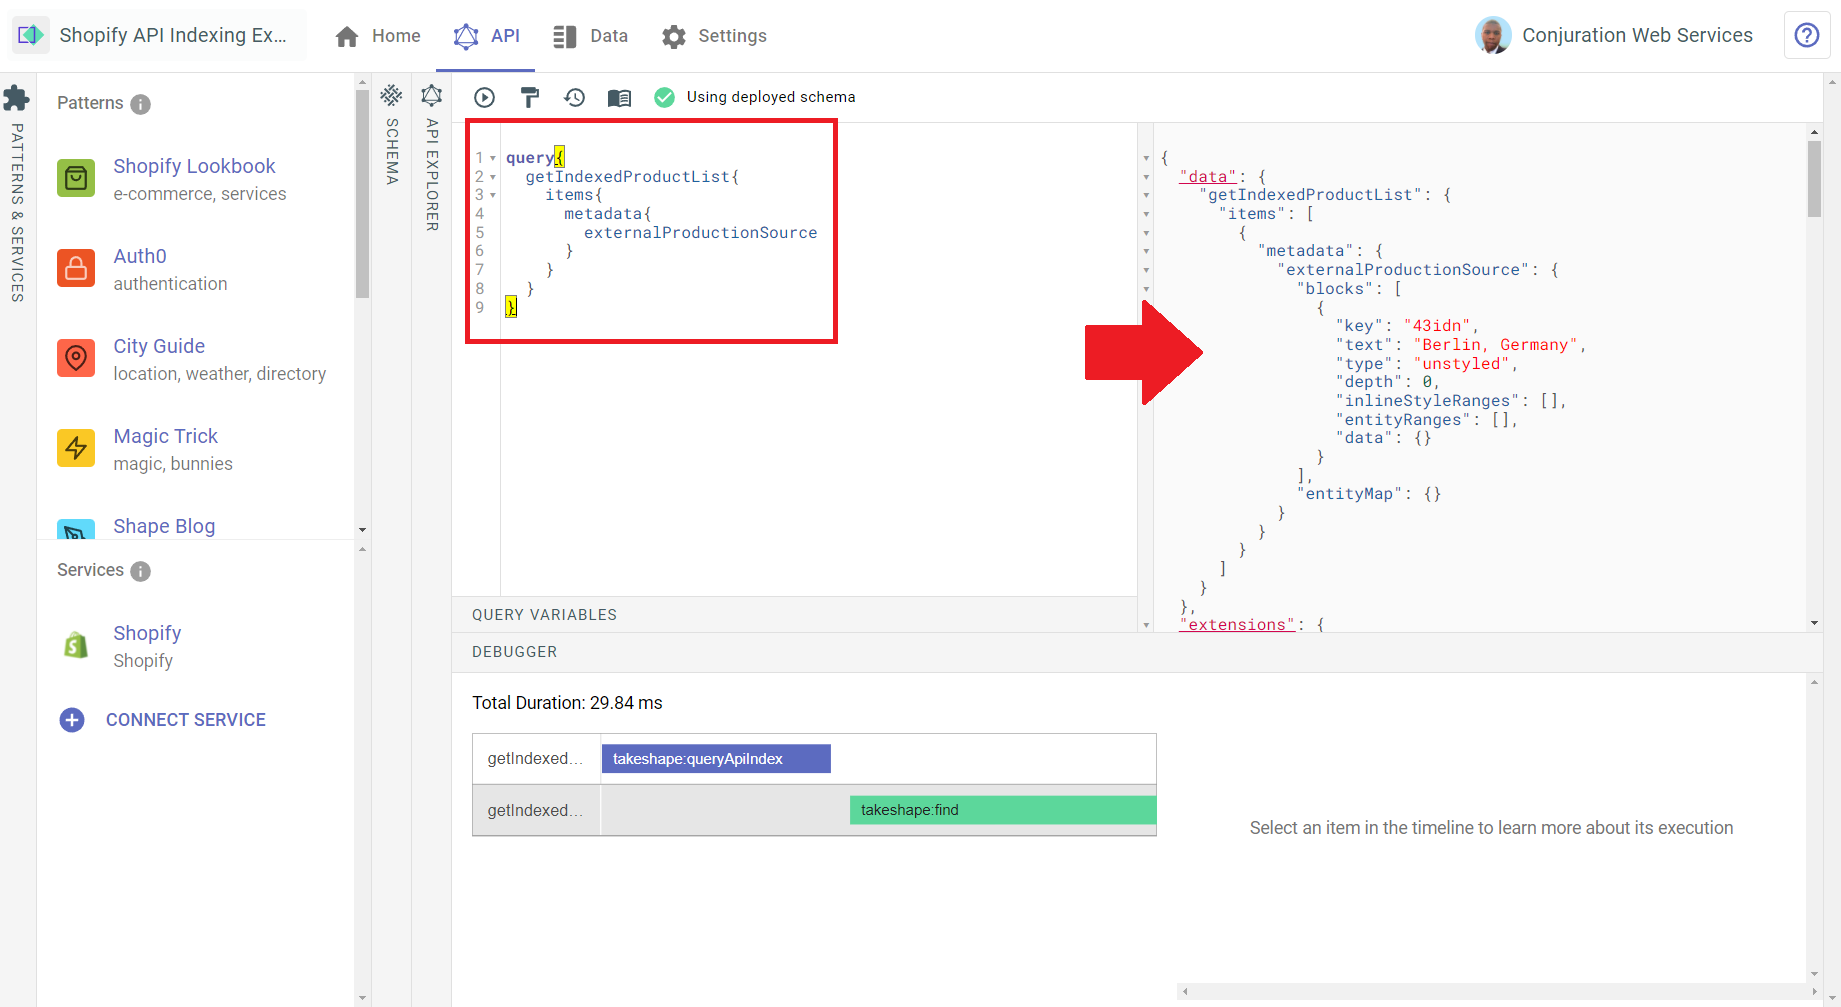 Shopify API Indexing Ex...
Home
API
Data
Settings
Conjuration Web Services
PATTERNS & SERVICES
Patterns
Shopify Lookbook
e-commerce, services
Auth0
authentication
City Guide
location, weather, directory
Magic Trick
magic, bunnies
Shape Blog
Services
Shopify
Shopify
CONNECT SERVICE
SCHEMA
API EXPLORER
Using deployed schema
1 query{
2 getIndexedProductList{
3 items{
4 metadata{
5 externalProductionSource
6 }
7 }
8 }
9 }
QUERY VARIABLES
{
"data": {
"getIndexedProductList": {
"items": [
{
"metadata": {
"externalProductionSource": {
"blocks": [
{
"key": "43idn",
"text": "Berlin, Germany",
"type": "unstyled",
"depth": 0,
"inlineStyleRanges": [],
"entityRanges": [],
"data": {}
}
],
"entityMap": {}
}
}
}
]
}
},
"extensions": {
DEBUGGER
Total Duration: 29.84 ms
getIndexed... takeshape:queryApiIndex
getIndexed... takeshape:find
Select an item in the timeline to learn more about its execution